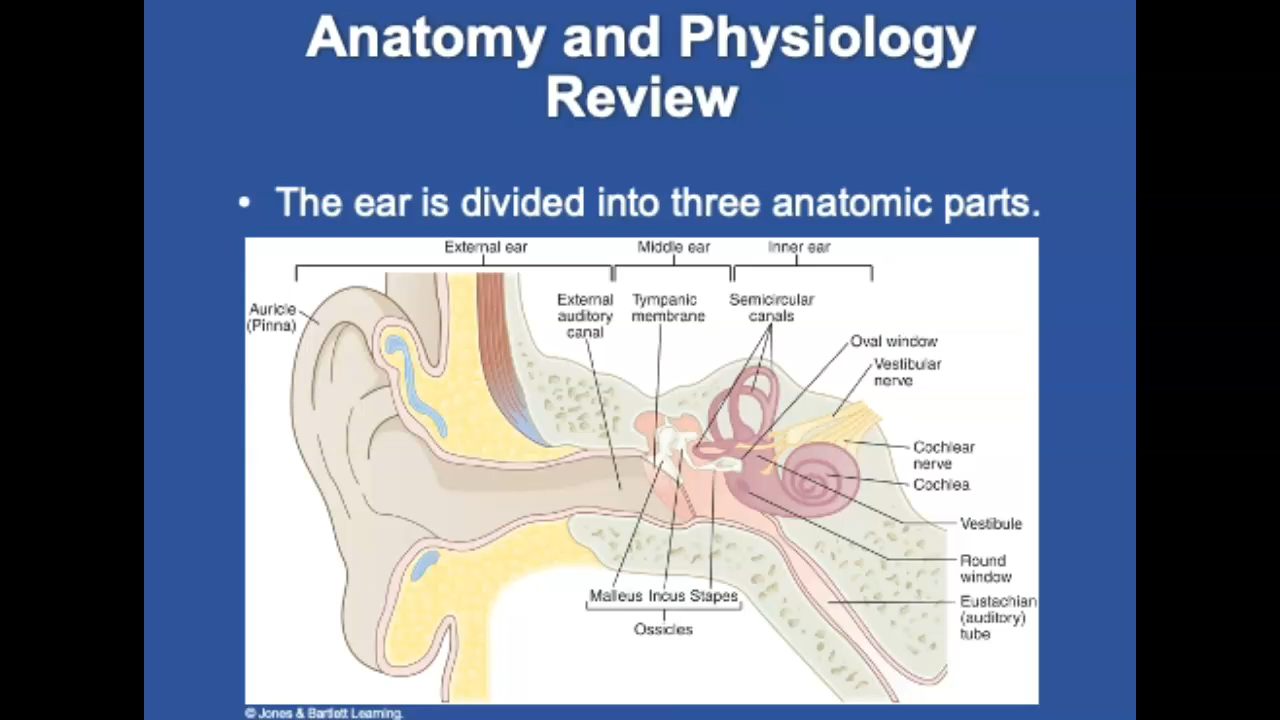 Anatomy and Physiology
Review
• The ear is divided into three anatomic parts.
External ear
Middle ear
Inner ear
Auricle
(Pinna)
External
auditory
canal
Tympanic
membrane
Semicircular
canals
Oval window
Vestibular
nerve
Cochlear
nerve
Cochlea
Vestibule
Round
window
Eustachian
(auditory)
tube
Malleus Incus Stapes
Ossicles
© Jones & Bartlett Learning.